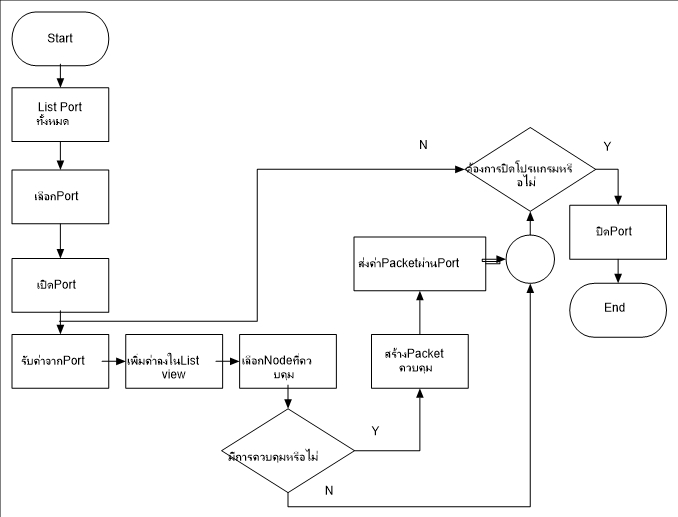 Start
List Port
ทั้งหมด
เลือกPort
เปิดPort
รับค่าจากPort
เพิ่มค่าลงในList
view
เลือกNodeที่คว
บคุม
มีการควบคุมหรือไม่
Y
N
สร้างPacket
ควบคุม
ส่งค่าPacketผ่านPort
N
ต้องการปิดโปรแกรมหรื
อไม่
Y
ปิดPort
End